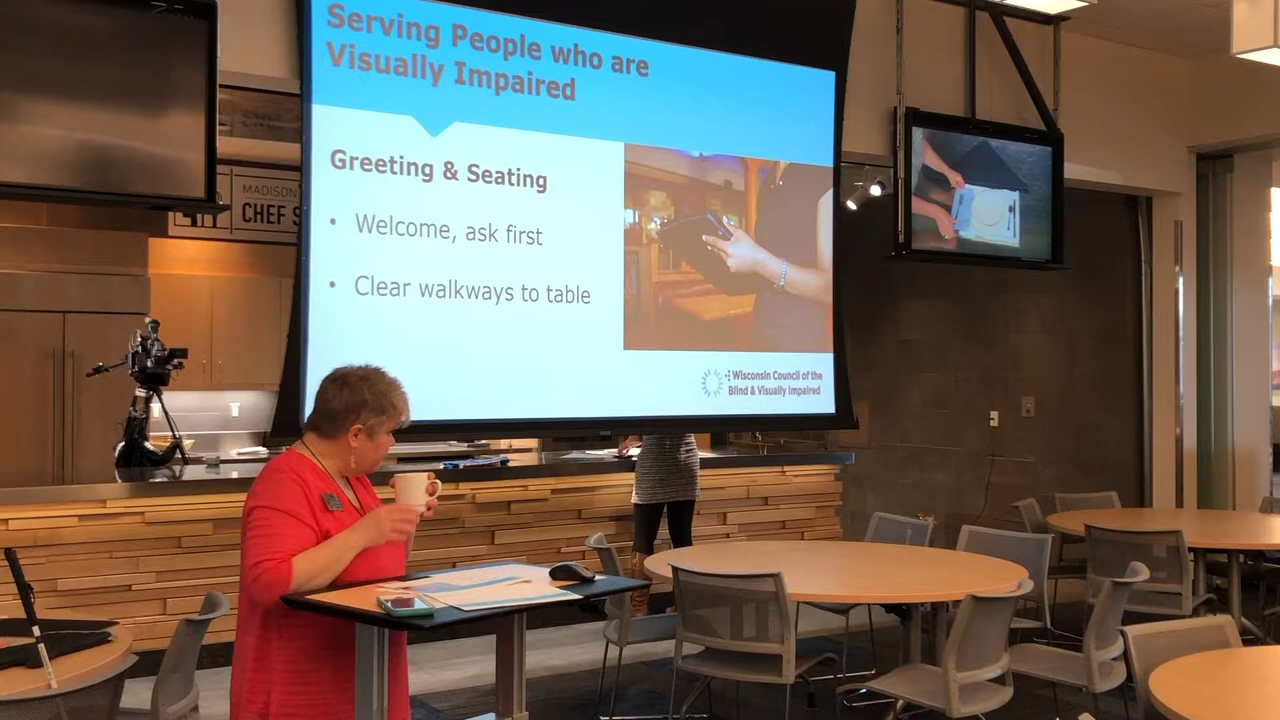 Serving People who are
Visually Impaired
Greeting & Seating
• Welcome, ask first
• Clear walkways to table
Wisconsin Council of the
Blind & Visually Impaired
MADISON
CHEF S